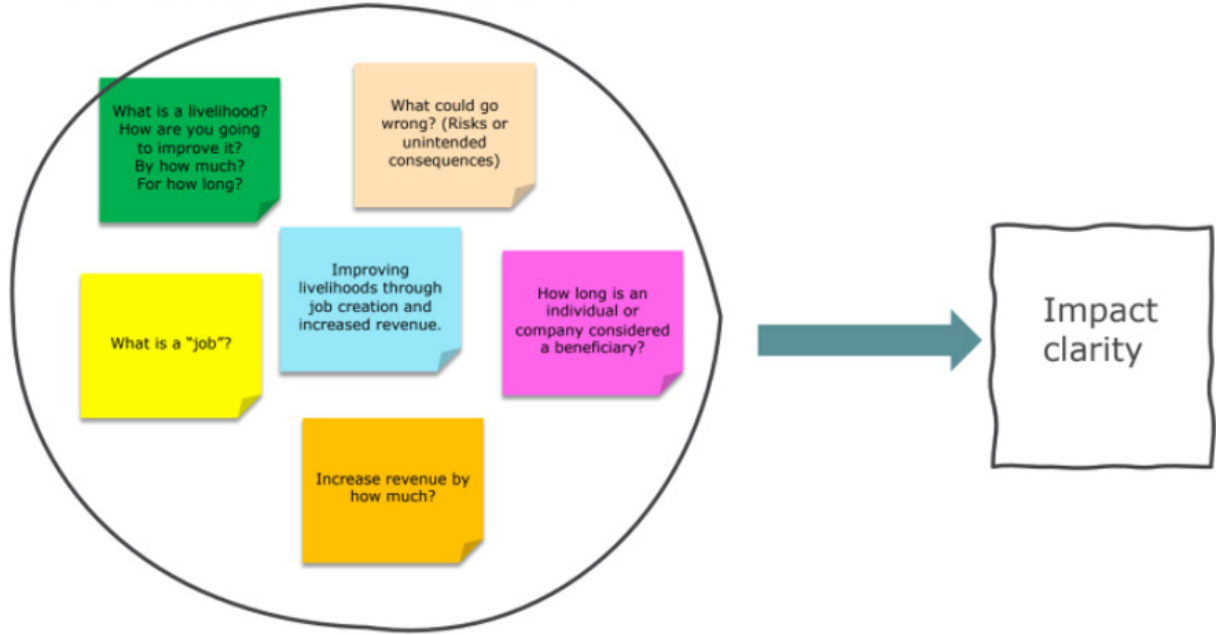 What is a livelihood?
How are you going
to improve it?
By how much?
For how long?
What could go
wrong? (Risks or
unintended
consequences)
Improving
livelihoods through
job creation and
increased revenue.
How long is an
individual or
company considered
a beneficiary?
What is a “job”?
Increase revenue by
how much?
Impact
clarity